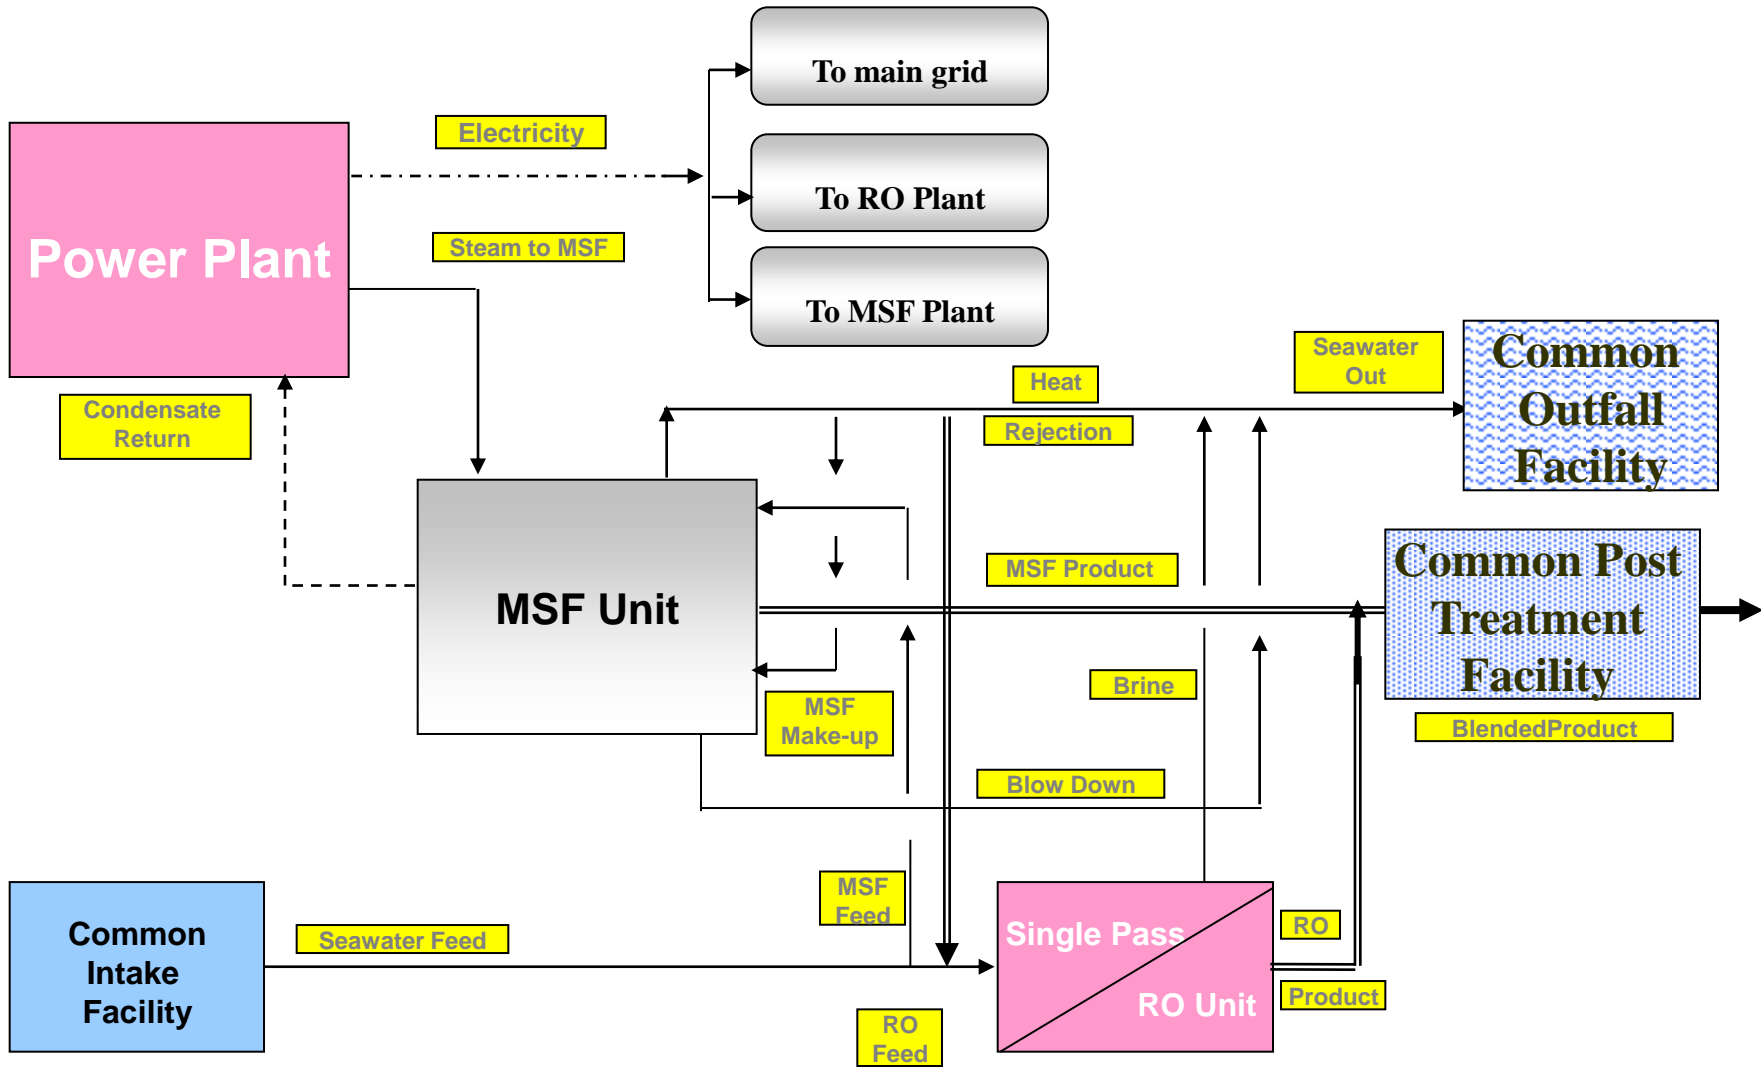 To main grid
Electricity
To RO Plant
Power Plant
Steam to MSF
To MSF Plant
Seawater
Out
Common
Outfall
Facility
Heat
Rejection
Condensate
Return
MSF Product
Common Post
Treatment
Facility
MSF Unit
Brine
MSF
Make-up
BlendedProduct
Blow Down
MSF
Feed
Common
Intake
Facility
Seawater Feed
Single Pass
RO Unit
RO
Product
RO
Feed